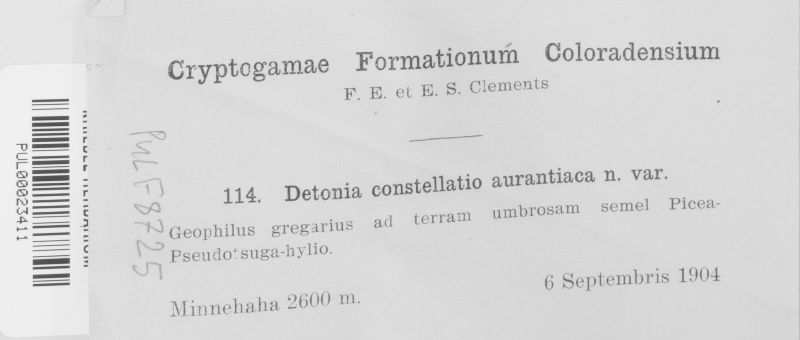 Cryptogamae Formationum Coloradensium
F. E. et E. S. Clements
114. Detonia constellatio aurantiaca n. var.
Geophilus gregarius ad terram umbrosam semel Picea-
Pseudotsuga-hylio.
Minnehaha 2600 m.
6 Septembris 1904
PUL F8725
PUL00023411